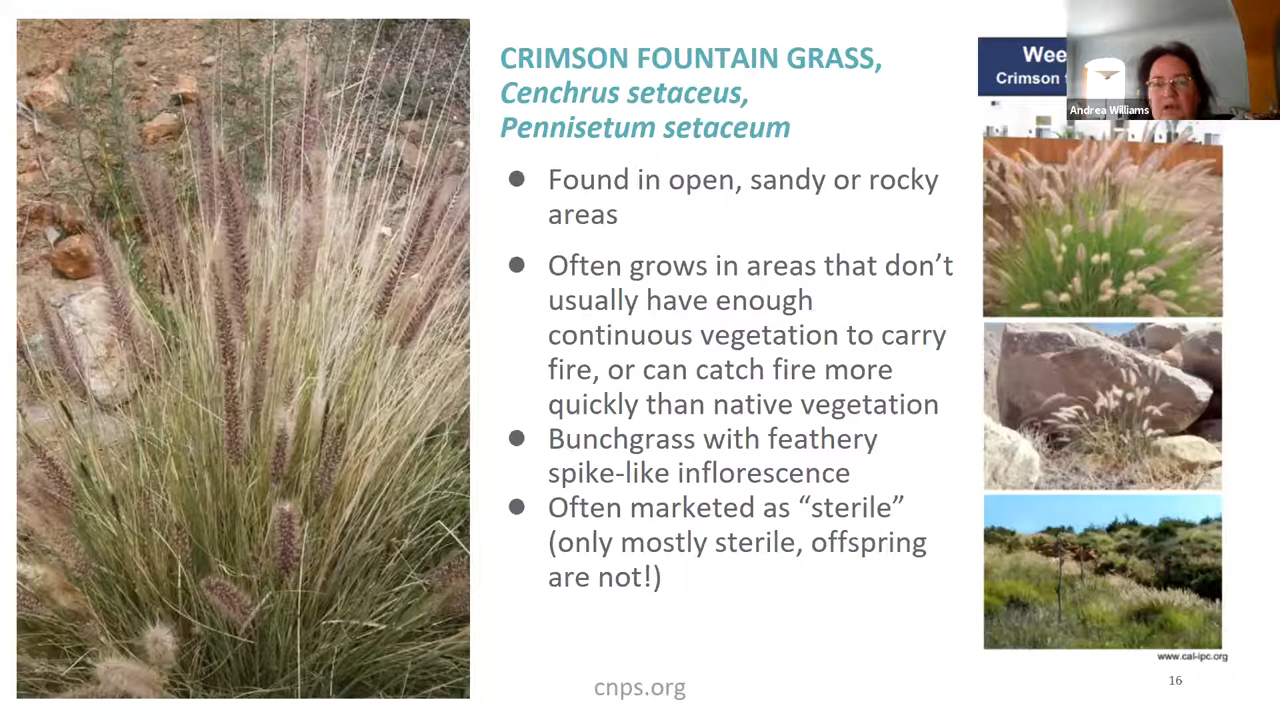 CRIMSON FOUNTAIN GRASS,
Cenchrus setaceus,
Pennisetum setaceum
● Found in open, sandy or rocky
areas
● Often grows in areas that don’t
usually have enough
continuous vegetation to carry
fire, or can catch fire more
quickly than native vegetation
● Bunchgrass with feathery
spike-like inflorescence
● Often marketed as “sterile”
(only mostly sterile, offspring
are not!)
cnps.org
Wee
Crimson
Andrea Williams
www.cal-ipc.org
16